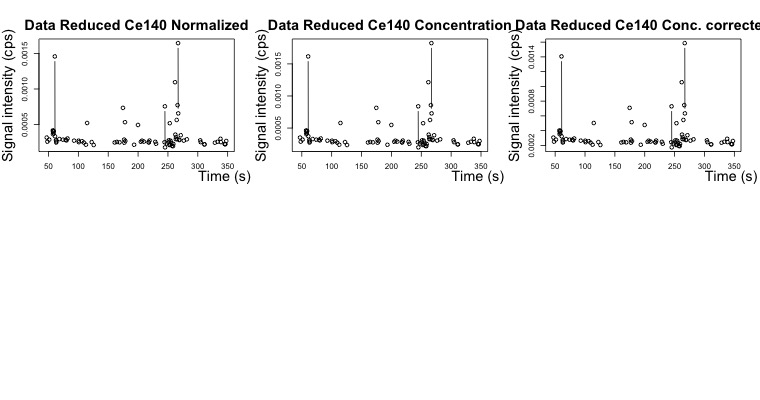 Data Reduced Ce140 Normalized
Signal intensity (cps)
0.0005 0.0010 0.0015
50 100 150 200 250 300 350
Time (s)
Data Reduced Ce140 Concentration
Signal intensity (cps)
0.0005 0.0010 0.0015
50 100 150 200 250 300 350
Time (s)
Data Reduced Ce140 Conc. correcte
Signal intensity (cps)
0.0002 0.0008 0.0014
50 100 150 200 250 300 350
Time (s)